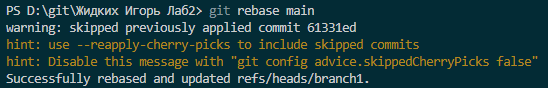 PS D:\git\Жидких Игорь Лаб2> git rebase main
warning: skipped previously applied commit 61331ed
hint: use --reapply-cherry-picks to include skipped commits
hint: Disable this message with "git config advice.skippedCherryPicks false"
Successfully rebased and updated refs/heads/branch1.